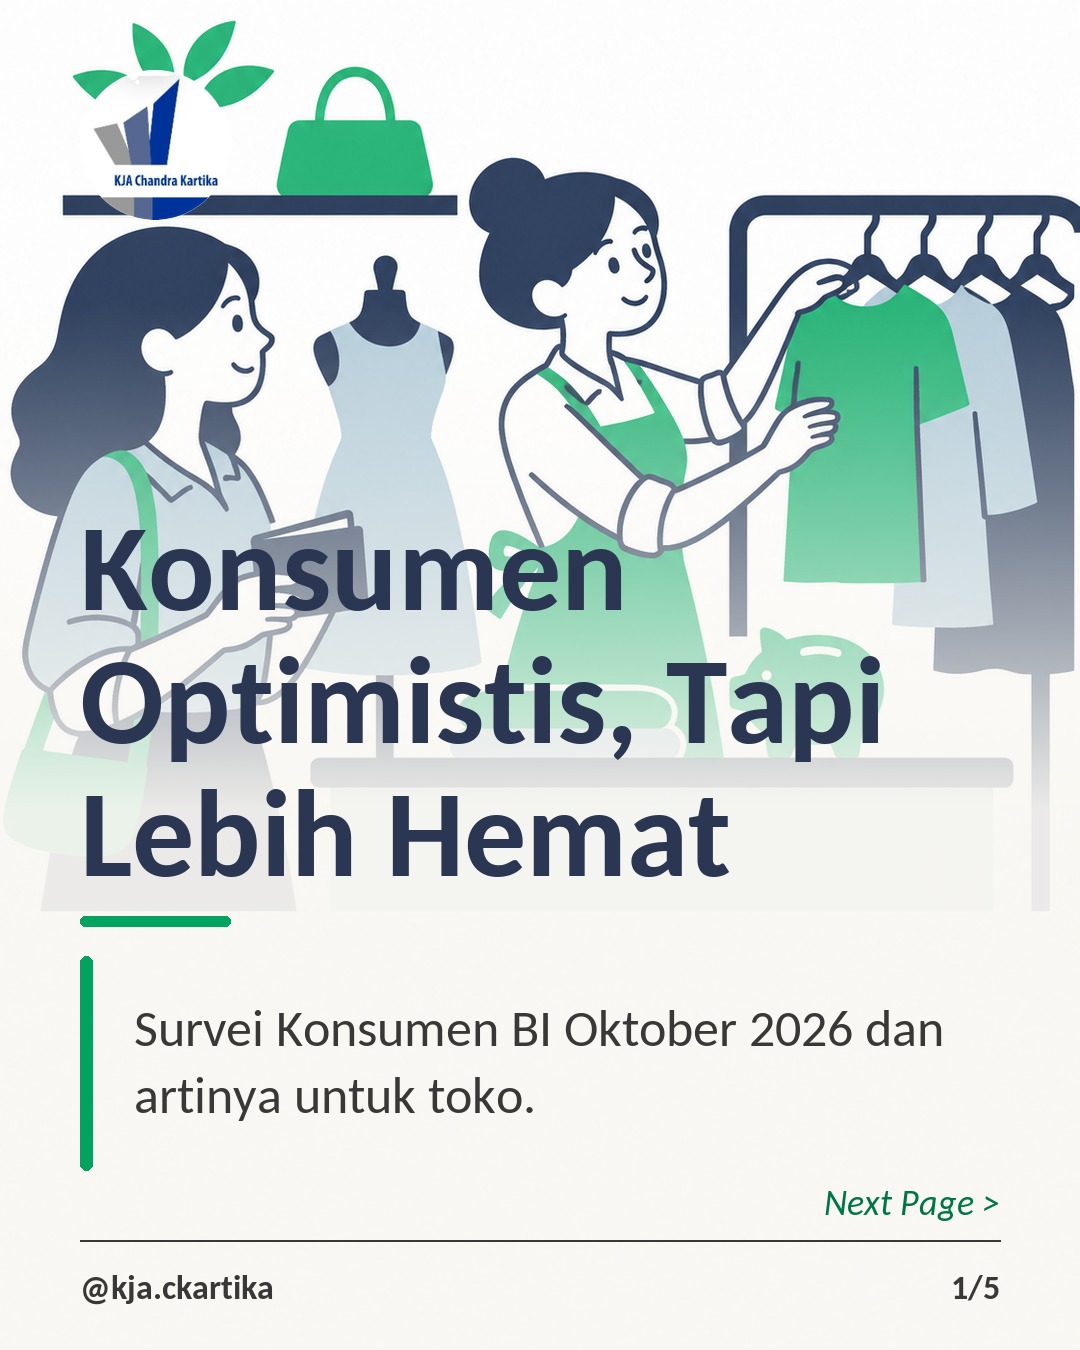 KJA Chandra Kartika
Konsumen
Optimistis, Tapi
Lebih Hemat
Survei Konsumen BI Oktober 2026 dan
artinya untuk toko.
Next Page >
@kja.ckartika
1/5